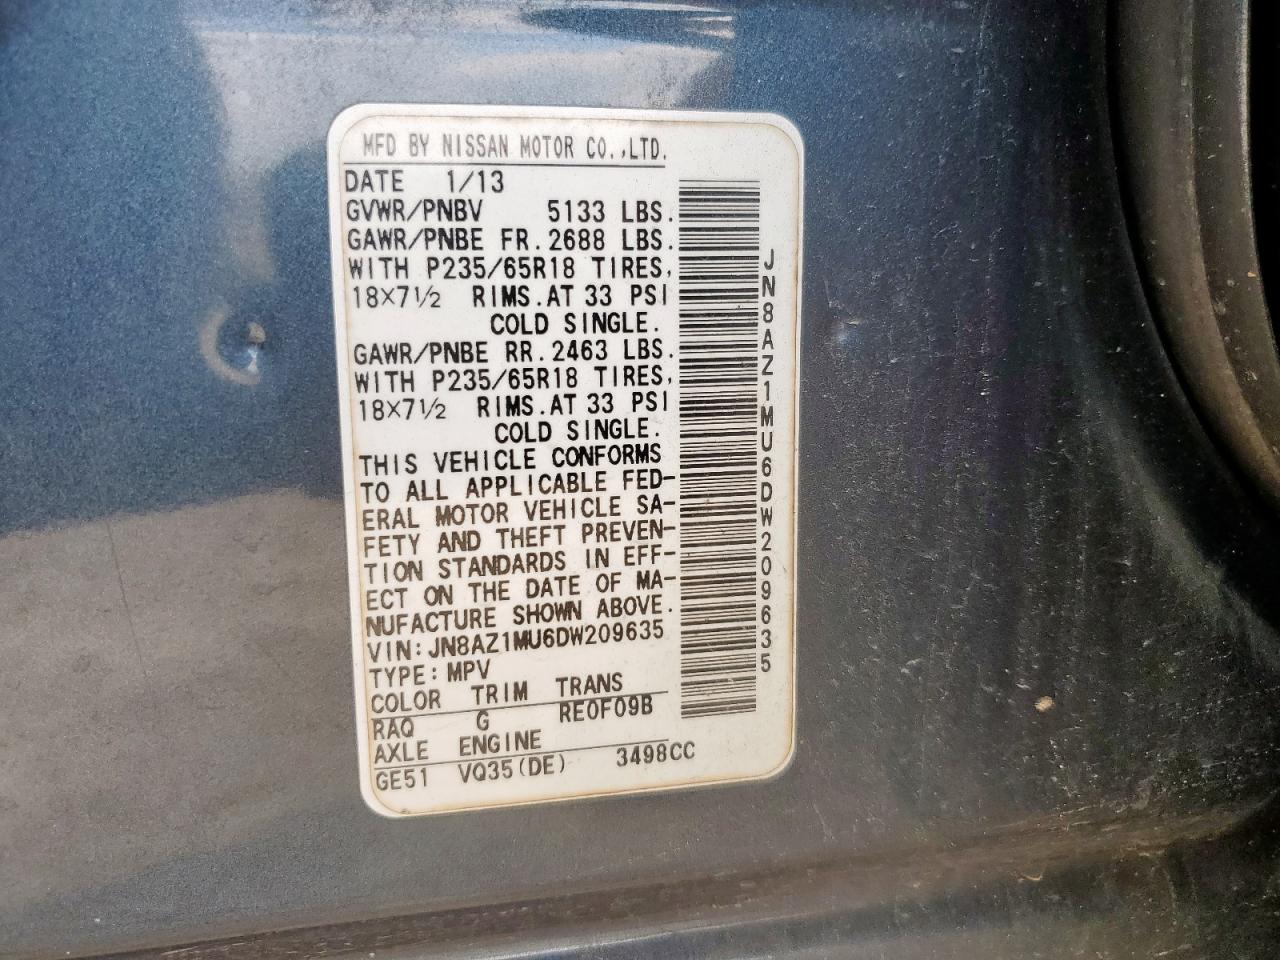 MFD BY NISSAN MOTOR CO.,LTD.
DATE 1/13
GVWR/PNBV 5133 LBS.
GAWR/PNBE FR. 2688 LBS.
WITH P235/65R18 TIRES,
18×7½ RIMS. AT 33 PSI
COLD SINGLE.
GAWR/PNBE RR. 2463 LBS.
WITH P235/65R18 TIRES,
18×7½ RIMS. AT 33 PSI
COLD SINGLE.
THIS VEHICLE CONFORMS
TO ALL APPLICABLE FED-
ERAL MOTOR VEHICLE SA-
FETY AND THEFT PREVEN-
TION STANDARDS IN EFF-
ECT ON THE DATE OF MA-
NUFACTURE SHOWN ABOVE.
VIN: JN8AZ1MU6DW209635
TYPE: MPV
COLOR TRIM TRANS
RAQ G RE0F09B
AXLE ENGINE
GE51 VQ35(DE) 3498CC
JN8AZ1MU6DW209635